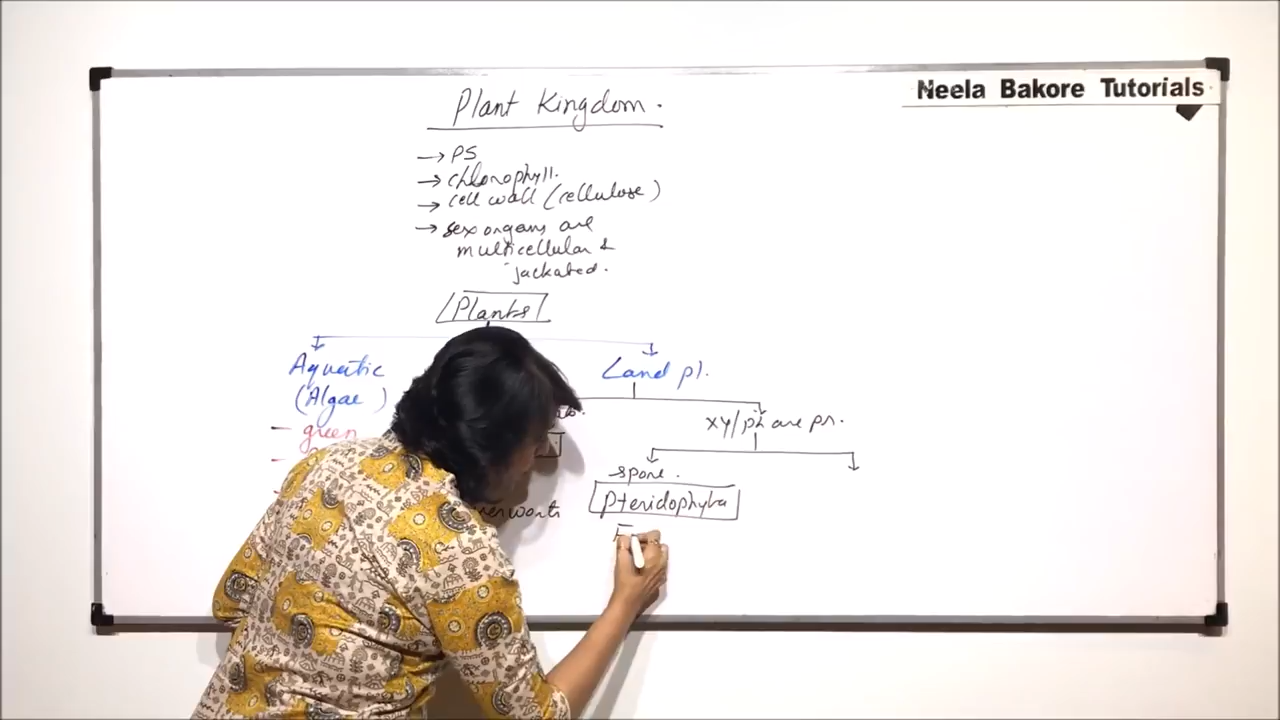 Neela Bakore Tutorials
Plant Kingdom.
→ PS
→ chlorophyll.
→ cell wall (cellulose)
→ sex organs are
multicellular &
jackated.
Plants
Aquatic
(Algae)
– green
Land pl.
xy/ph are pr.
spore.
Pteridophyta